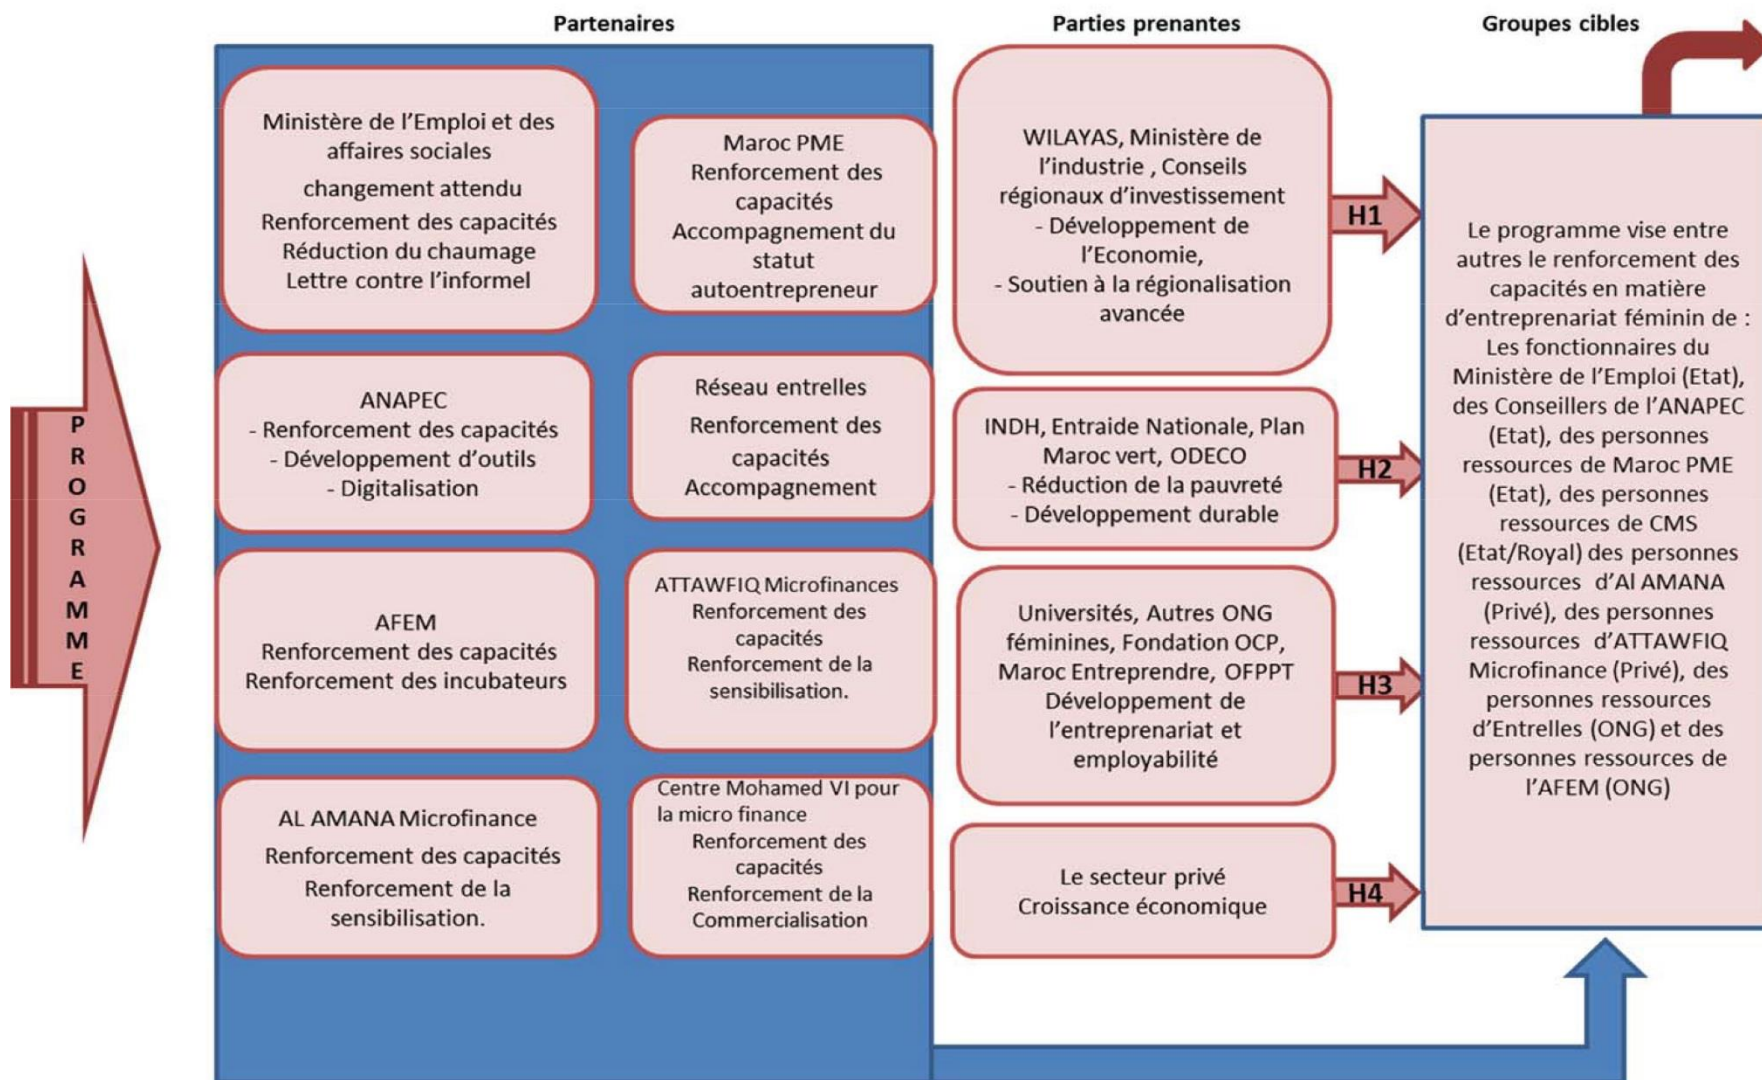 Partenaires
Parties prenantes
Groupes cibles
P
R
O
G
R
A
M
M
E
Ministère de l'Emploi et des
affaires sociales
changement attendu
Renforcement des capacités
Réduction du chaumage
Lettre contre l'informel
Maroc PME
Renforcement des
capacités
Accompagnement du
statut
autoentrepreneur
ANAPEC
- Renforcement des capacités
- Développement d'outils
- Digitalisation
Réseau entrelles
Renforcement des
capacités
Accompagnement
AFEM
Renforcement des capacités
Renforcement des incubateurs
ATTAWFIQ Microfinances
Renforcement des
capacités
Renforcement de la
sensibilisation.
AL AMANA Microfinance
Renforcement des capacités
Renforcement de la
sensibilisation.
Centre Mohamed VI pour
la micro finance
Renforcement des
capacités
Renforcement de la
Commercialisation
WILAYAS, Ministère de
l'industrie , Conseils
régionaux d'investissement
- Développement de
l'Economie,
- Soutien à la régionalisation
avancée
H1
INDH, Entraide Nationale, Plan
Maroc vert, ODECO
- Réduction de la pauvreté
- Développement durable
H2
Universités, Autres ONG
féminines, Fondation OCP,
Maroc Entreprendre, OFPPT
Développement de
l'entreprenariat et
employabilité
H3
Le secteur privé
Croissance économique
H4
Le programme vise entre
autres le renforcement des
capacités en matière
d'entreprenariat féminin de :
Les fonctionnaires du
Ministère de l'Emploi (Etat),
des Conseillers de l'ANAPEC
(Etat), des personnes
ressources de Maroc PME
(Etat), des personnes
ressources de CMS
(Etat/Royal) des personnes
ressources d'Al AMANA
(Privé), des personnes
ressources d'ATTAWFIQ
Microfinance (Privé), des
personnes ressources
d'Entrelles (ONG) et des
personnes ressources de
l'AFEM (ONG)